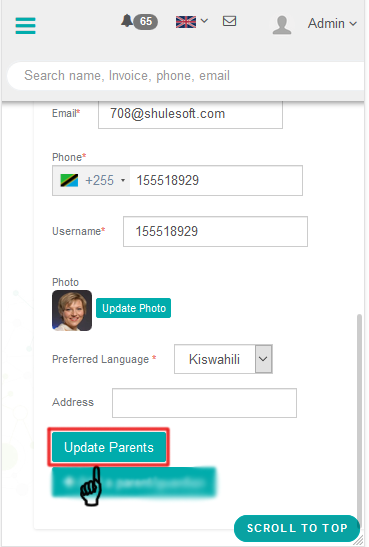 65
Admin
Search name, Invoice, phone, email
Email*
708@shulesoft.com
Phone*
+255 155518929
Username* 155518929
Photo
Update Photo
Preferred Language * Kiswahili
Address
Update Parents
parent
SCROLL TO TOP